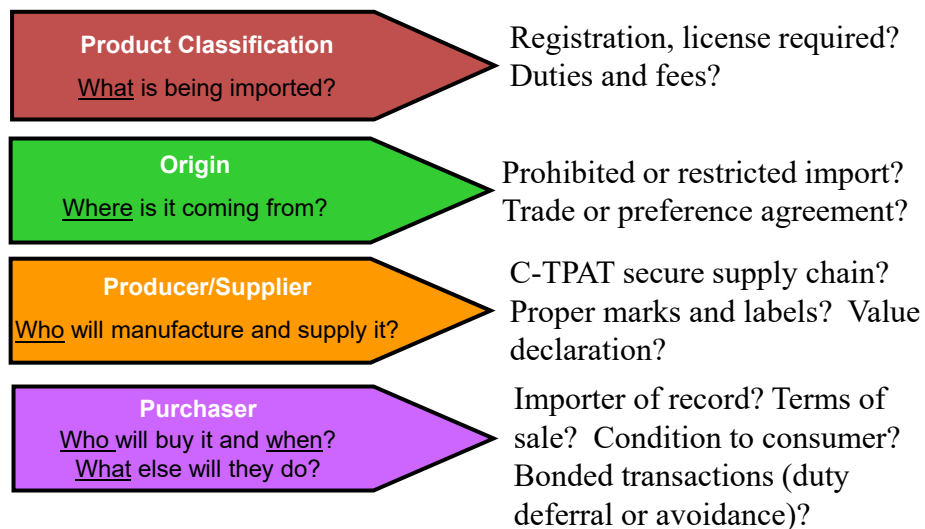 Product Classification
What is being imported?
Registration, license required?
Duties and fees?
Origin
Where is it coming from?
Prohibited or restricted import?
Trade or preference agreement?
Producer/Supplier
Who will manufacture and supply it?
C-TPAT secure supply chain?
Proper marks and labels?  Value
declaration?
Purchaser
Who will buy it and when?
What else will they do?
Importer of record? Terms of
sale?  Condition to consumer?
Bonded transactions (duty
deferral or avoidance)?